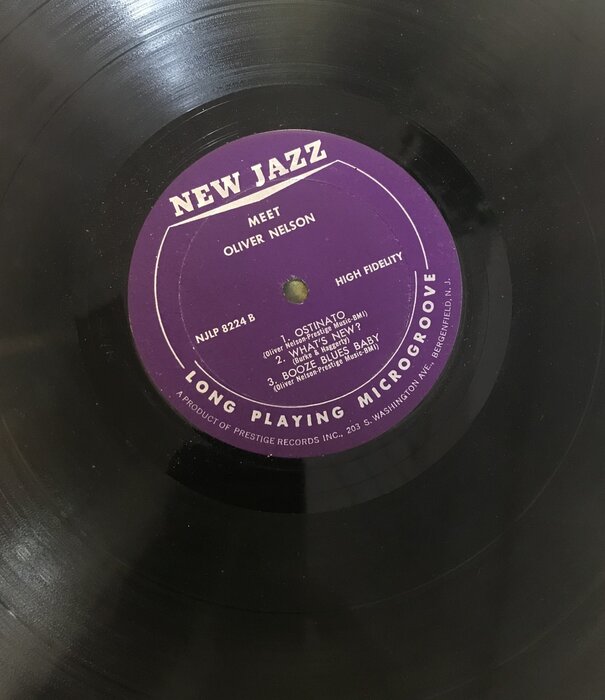 NEW JAZZ
MEET
OLIVER NELSON
NJLP 8224 B
HIGH FIDELITY
1. OSTINATO
(Oliver Nelson-Prestige Music-BMI)
2. WHAT'S NEW?
(Burke & Haggerty)
3. BOOZE BLUES BABY
(Oliver Nelson-Prestige Music-BMI)
LONG PLAYING MICROGROOVE
A PRODUCT OF PRESTIGE RECORDS INC., 203 S. WASHINGTON AVE., BERGENFIELD, N. J.